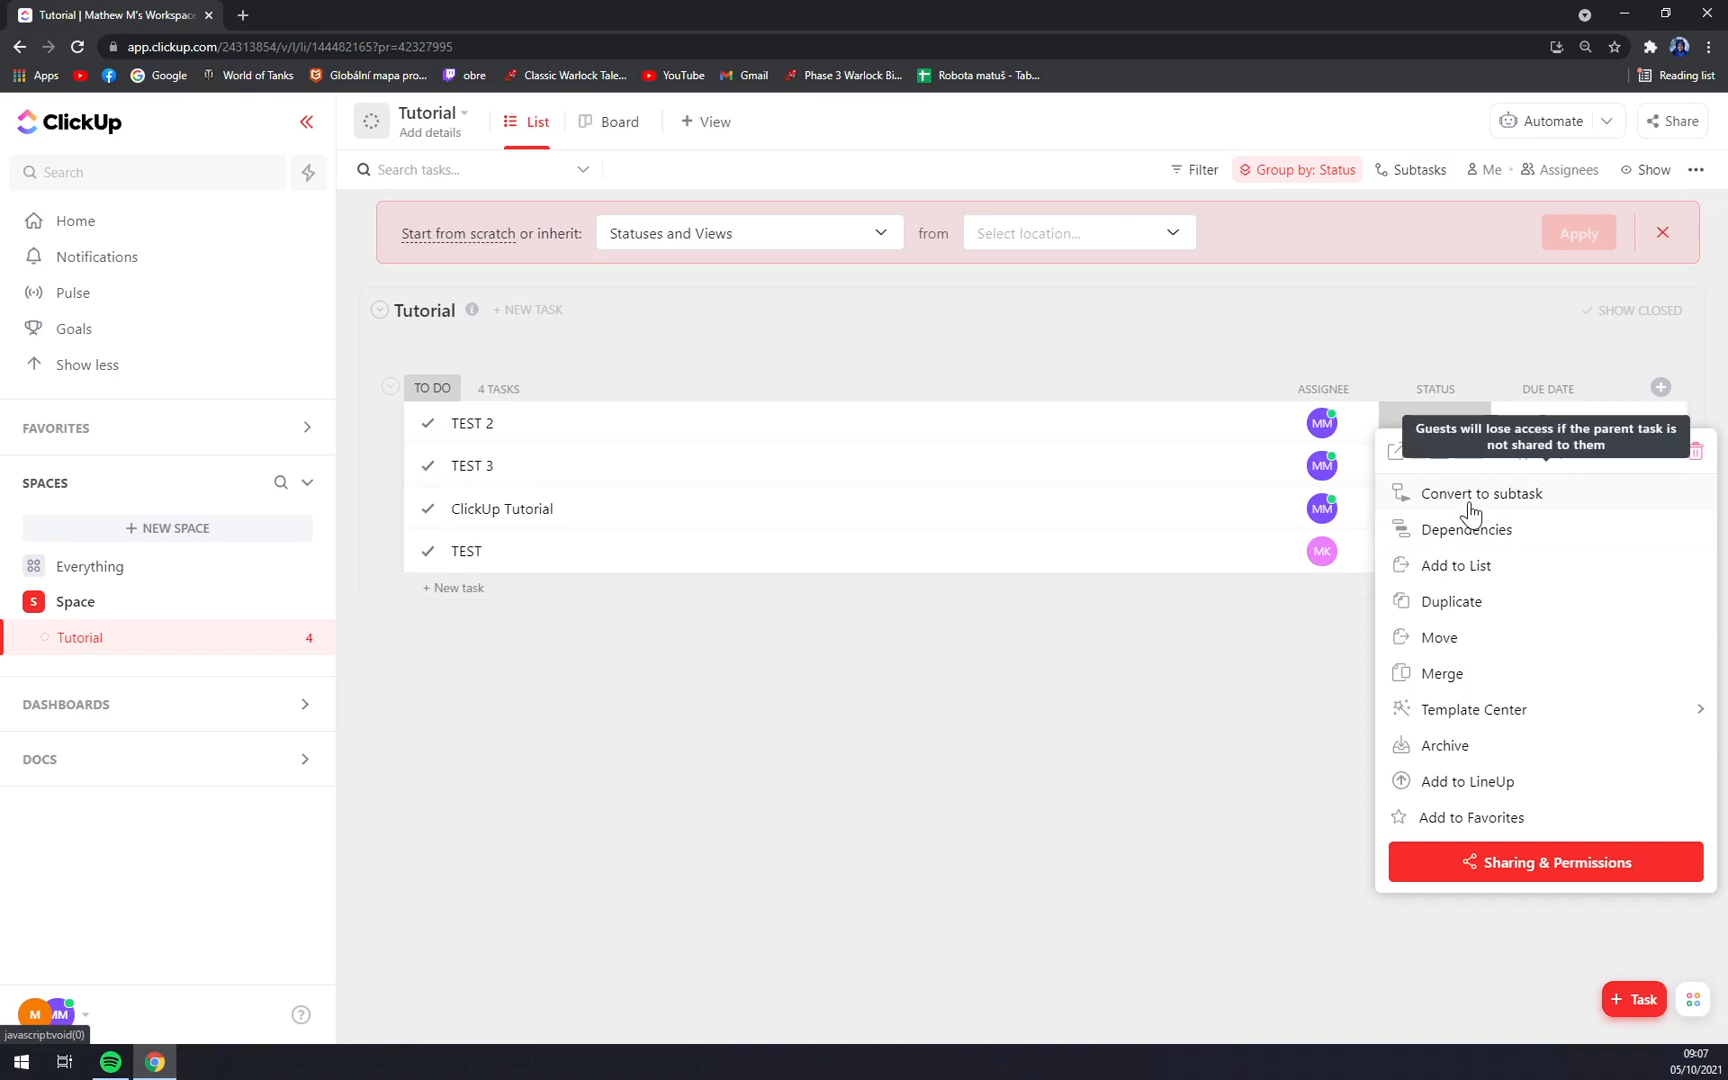 Tutorial | Mathew M's Workspace
app.clickup.com/24313854/v/l/li/144482165?pr=42327995
Apps
Google
World of Tanks
Globální mapa pro...
obre
Classic Warlock Tale...
YouTube
Gmail
Phase 3 Warlock Bi...
Robota matuš - Tab...
Reading list
ClickUp
Tutorial
Add details
List
Board
+ View
Automate
Share
Search
Search tasks...
Filter
Group by: Status
Subtasks
Me
Assignees
Show
Home
Notifications
Pulse
Goals
Show less
Start from scratch or inherit:
Statuses and Views
from
Select location...
Apply
Tutorial
+ NEW TASK
SHOW CLOSED
TO DO
4 TASKS
ASSIGNEE
STATUS
DUE DATE
TEST 2
MM
TEST 3
MM
ClickUp Tutorial
MM
TEST
MK
+ New task
FAVORITES
SPACES
+ NEW SPACE
Everything
S
Space
Tutorial
4
DASHBOARDS
DOCS
Guests will lose access if the parent task is
not shared to them
Convert to subtask
Dependencies
Add to List
Duplicate
Move
Merge
Template Center
Archive
Add to LineUp
Add to Favorites
Sharing & Permissions
+ Task
M
MM
javascript:void(0)
09:07
05/10/2021